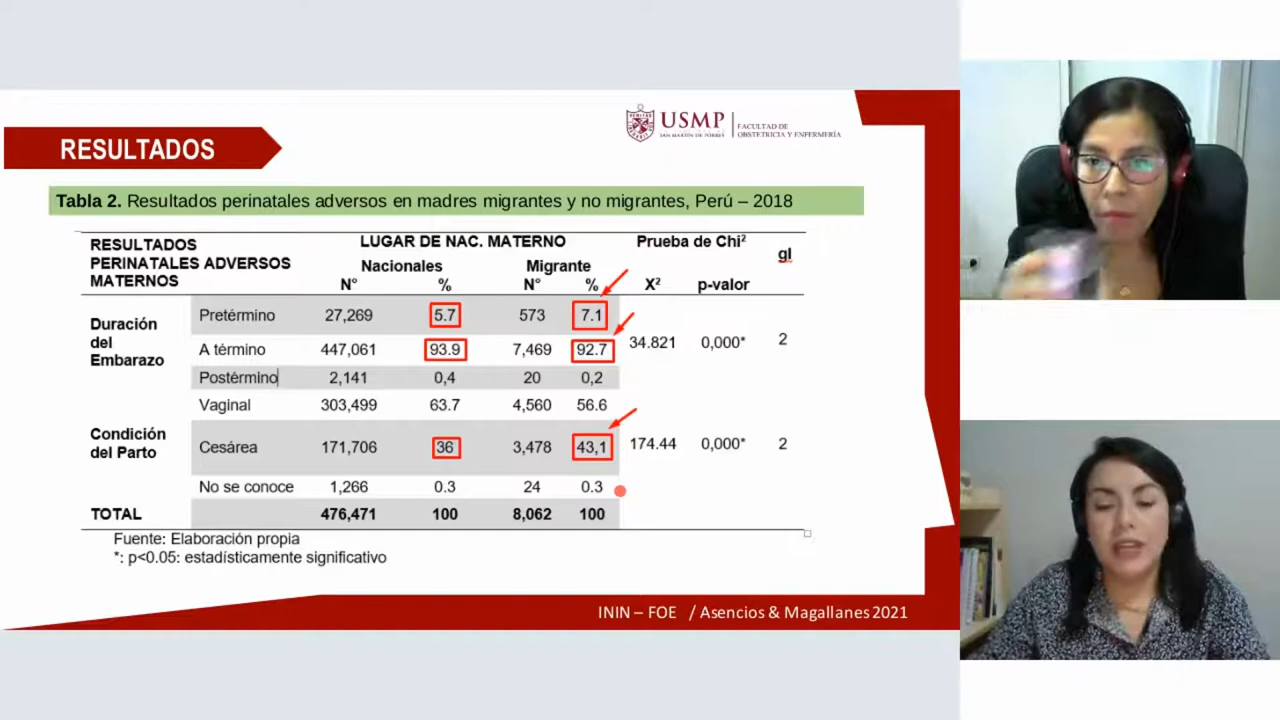 USMP
SAN MARTIN DE PORRES
FACULTAD DE
OBSTETRICIA Y ENFERMERÍA
RESULTADOS
Tabla 2. Resultados perinatales adversos en madres migrantes y no migrantes, Perú – 2018
RESULTADOS PERINATALES ADVERSOS MATERNOS LUGAR DE NAC. MATERNO Prueba de Chi² gl
Nacionales Migrante
N° % N° % X² p-valor
Duración del Embarazo
Pretérmino 27,269 5.7 573 7.1
A término 447,061 93.9 7,469 92.7 34.821 0,000* 2
Postérmino 2,141 0,4 20 0,2
Condición del Parto
Vaginal 303,499 63.7 4,560 56.6
Cesárea 171,706 36 3,478 43,1 174.44 0,000* 2
No se conoce 1,266 0.3 24 0.3
TOTAL 476,471 100 8,062 100
Fuente: Elaboración propia
*: p<0.05: estadísticamente significativo
ININ – FOE / Asencios & Magallanes 2021